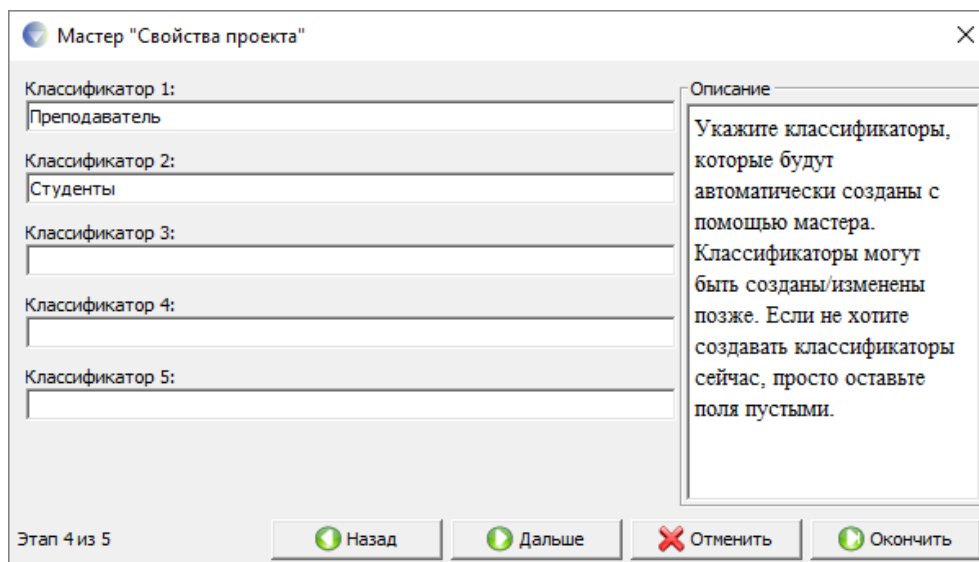 Мастер "Свойства проекта"
Классификатор 1:
Преподаватель
Классификатор 2:
Студенты
Классификатор 3:
Классификатор 4:
Классификатор 5:
Описание
Укажите классификаторы,
которые будут
автоматически созданы с
помощью мастера.
Классификаторы могут
быть созданы/изменены
позже. Если не хотите
создавать классификаторы
сейчас, просто оставьте
поля пустыми.
Этап 4 из 5
Назад
Дальше
Отменить
Окончить